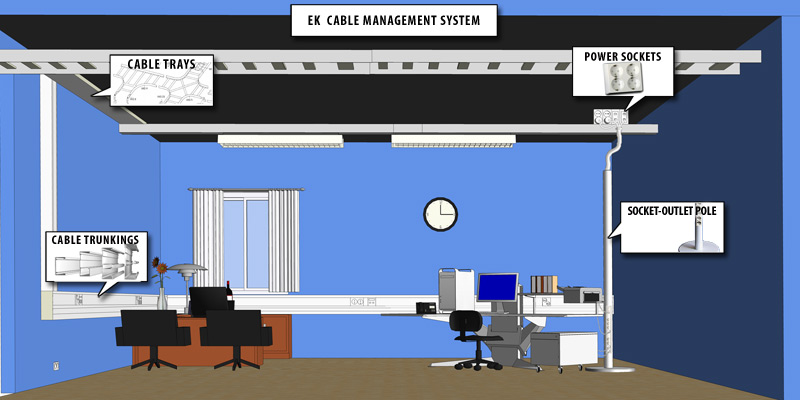 EK CABLE MANAGEMENT SYSTEM
CABLE TRAYS
POWER SOCKETS
SOCKET-OUTLET POLE
CABLE TRUNKINGS